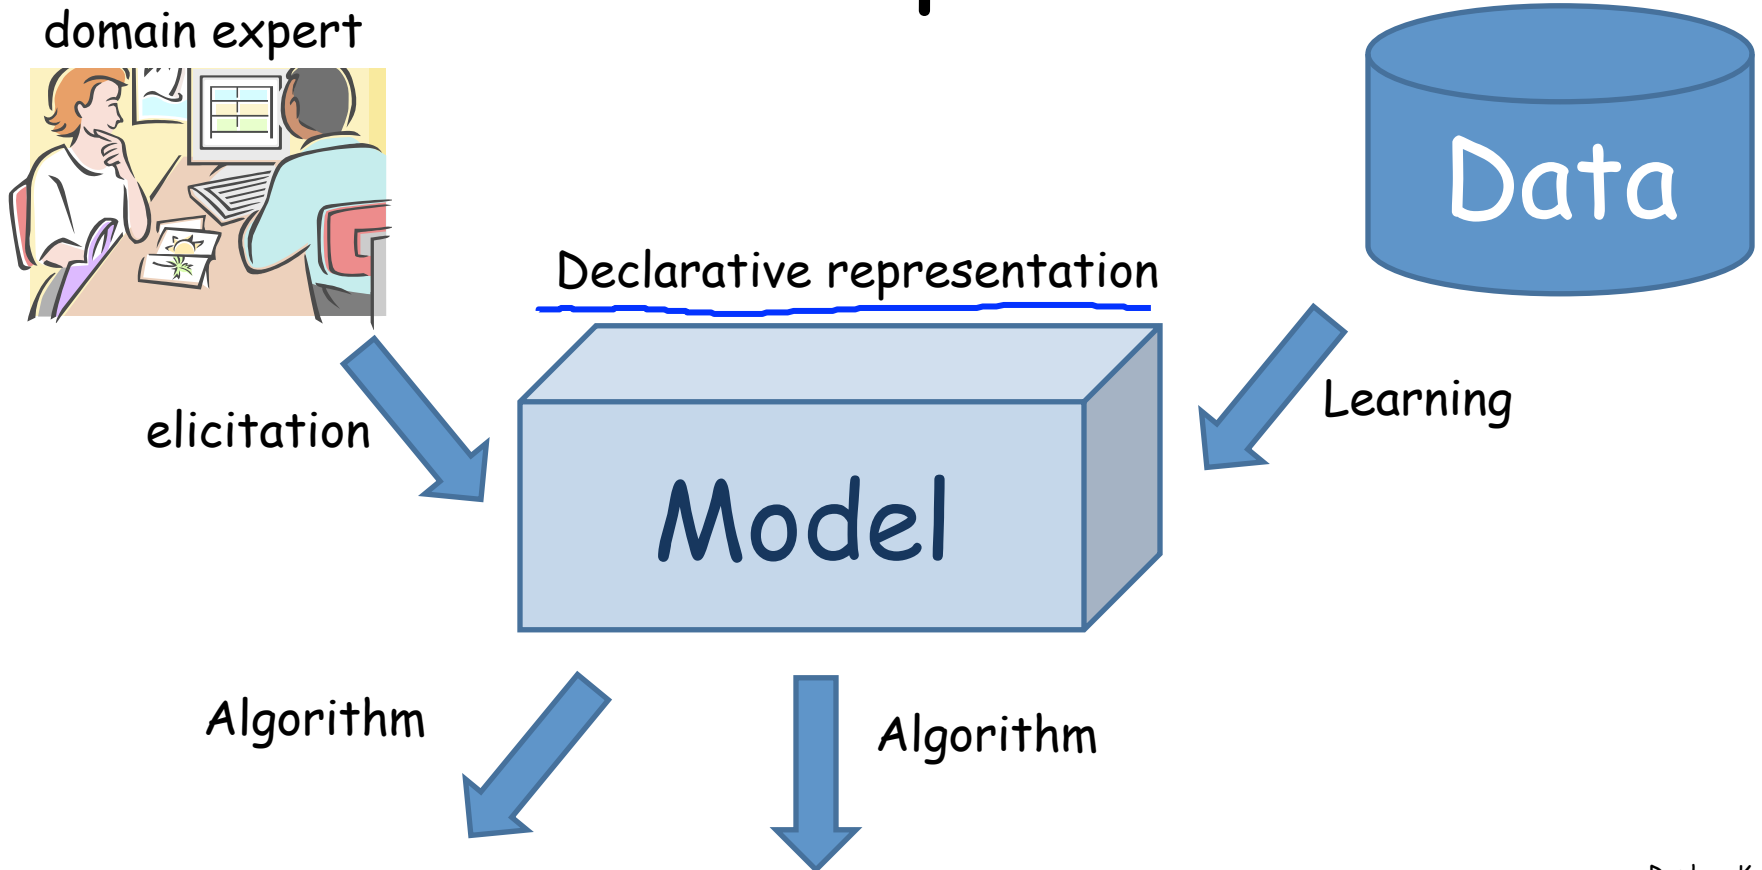 domain expert
Data
Declarative representation
elicitation
Learning
Model
Algorithm
Algorithm